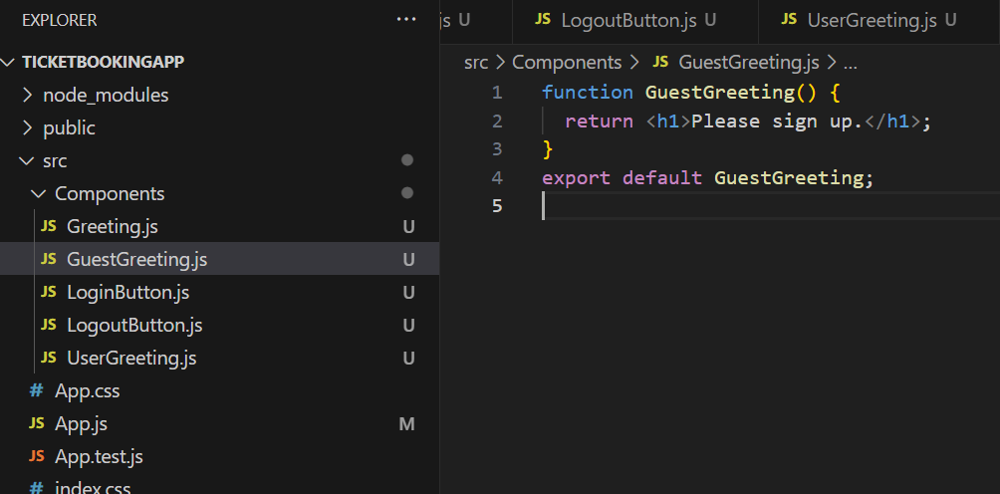 EXPLORER
TICKETBOOKINGAPP
node_modules
public
src
Components
JS Greeting.js U
JS GuestGreeting.js U
JS LoginButton.js U
JS LogoutButton.js U
JS UserGreeting.js U
# App.css
JS App.js M
JS App.test.js
# index.css
js U
JS LogoutButton.js U
JS UserGreeting.js U
src > Components > JS GuestGreeting.js > ...
1 function GuestGreeting() {
2 return <h1>Please sign up.</h1>;
3 }
4 export default GuestGreeting;
5